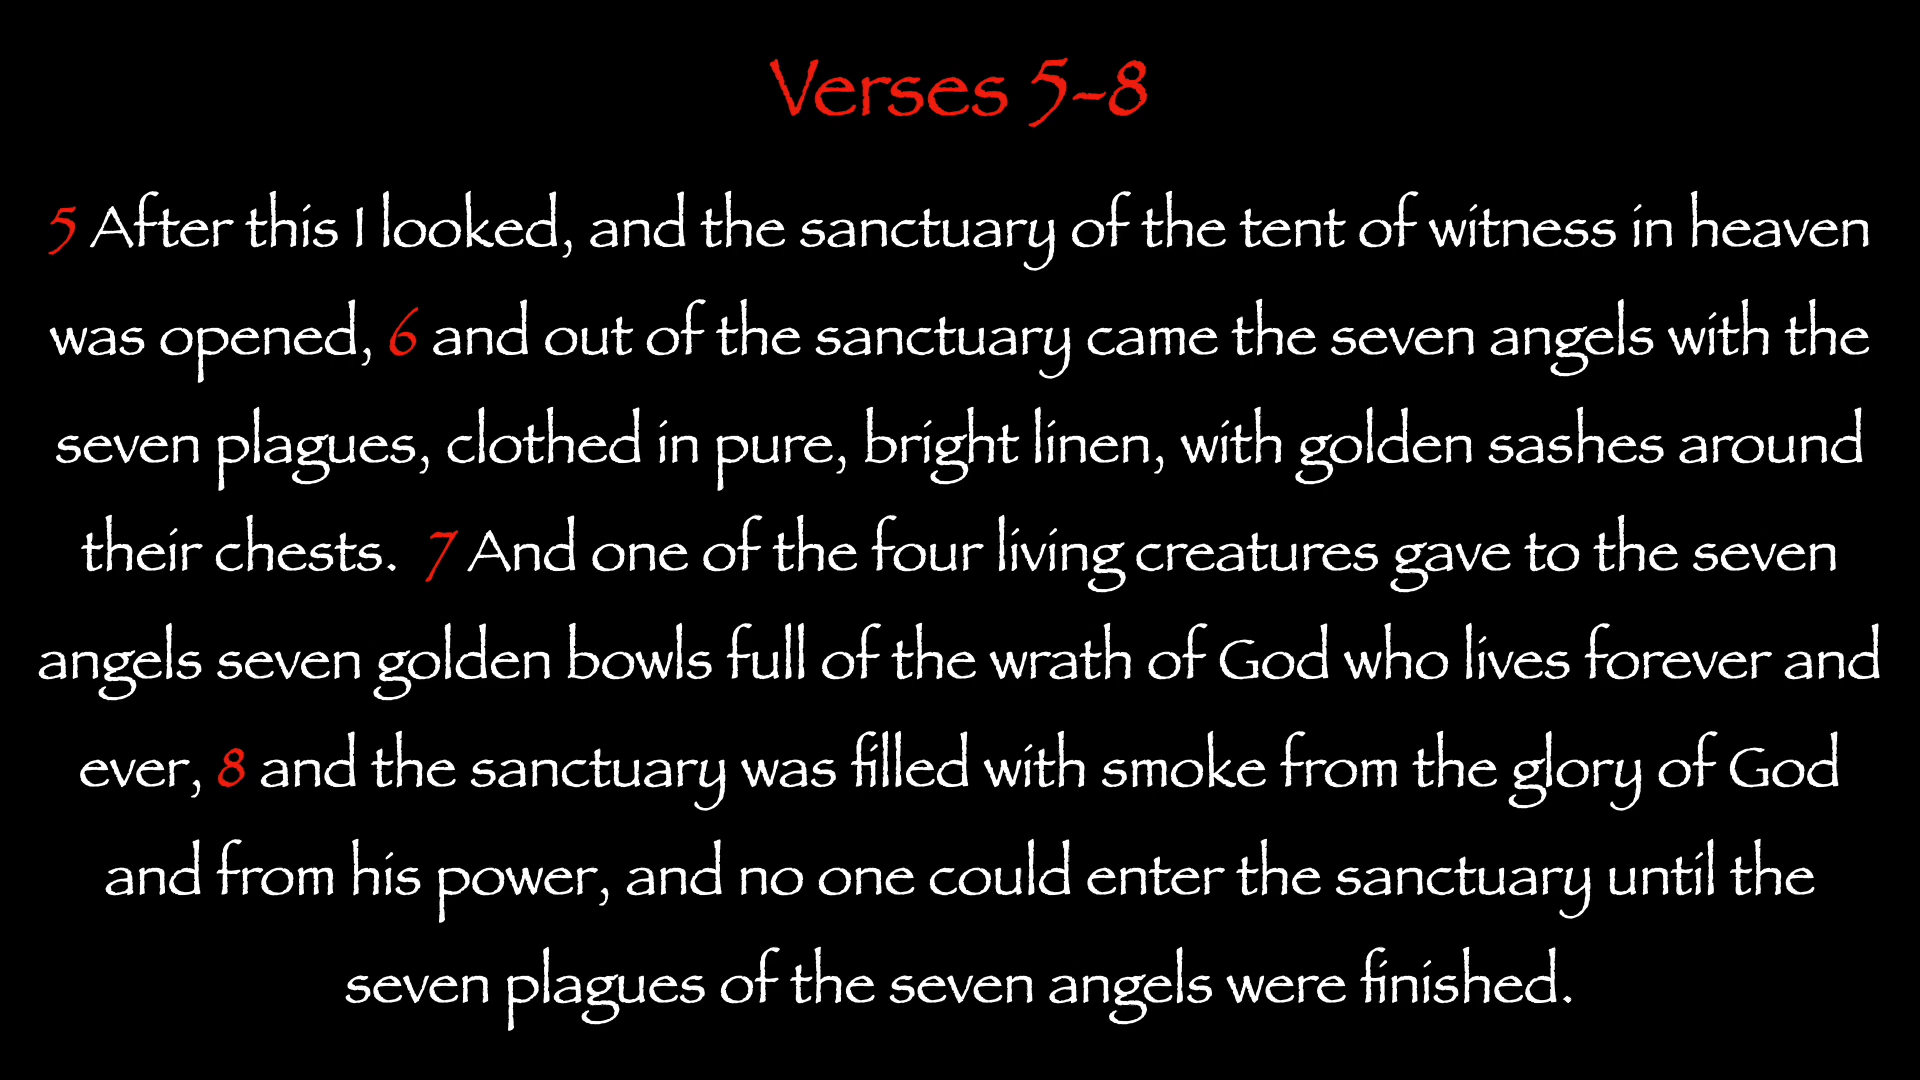 Verses 5-8
5 After this I looked, and the sanctuary of the tent of witness in heaven
was opened, 6 and out of the sanctuary came the seven angels with the
seven plagues, clothed in pure, bright linen, with golden sashes around
their chests. 7 And one of the four living creatures gave to the seven
angels seven golden bowls full of the wrath of God who lives forever and
ever, 8 and the sanctuary was filled with smoke from the glory of God
and from his power, and no one could enter the sanctuary until the
seven plagues of the seven angels were finished.